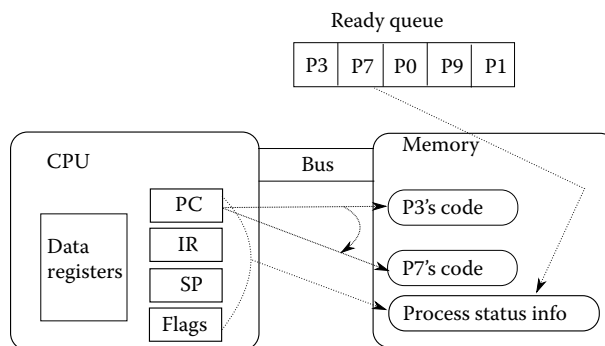 Ready queue
P3 P7 P0 P9 P1
CPU
Bus
Memory
PC
P3's code
Data
registers
IR
P7's code
SP
Process status info
Flags